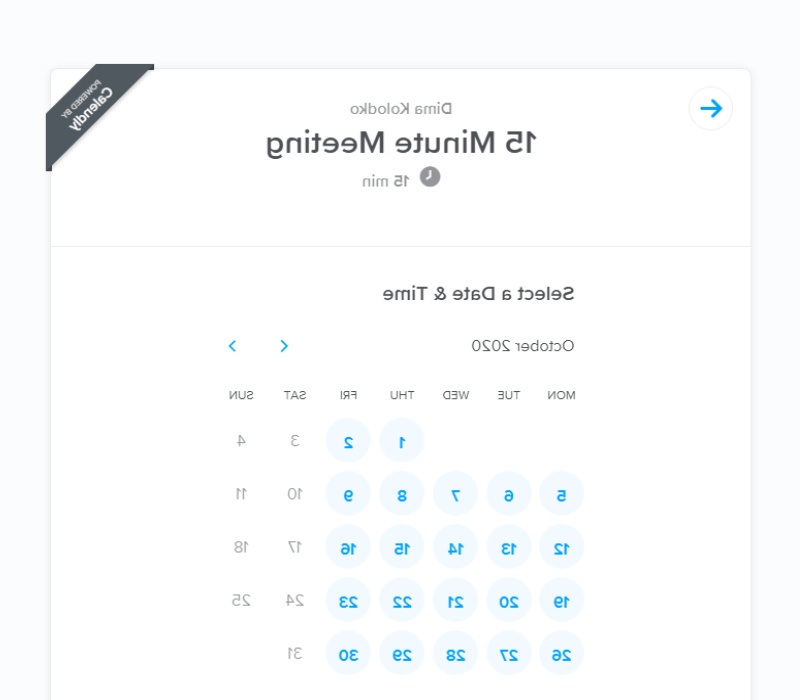 POWERED BY
Calendly
Dima Kolodko
15 Minute Meeting
15 min
Select a Date & Time
October 2020
MON TUE WED THU FRI SAT SUN
1 2 3 4
5 6 7 8 9 10 11
12 13 14 15 16 17 18
19 20 21 22 23 24 25
26 27 28 29 30 31